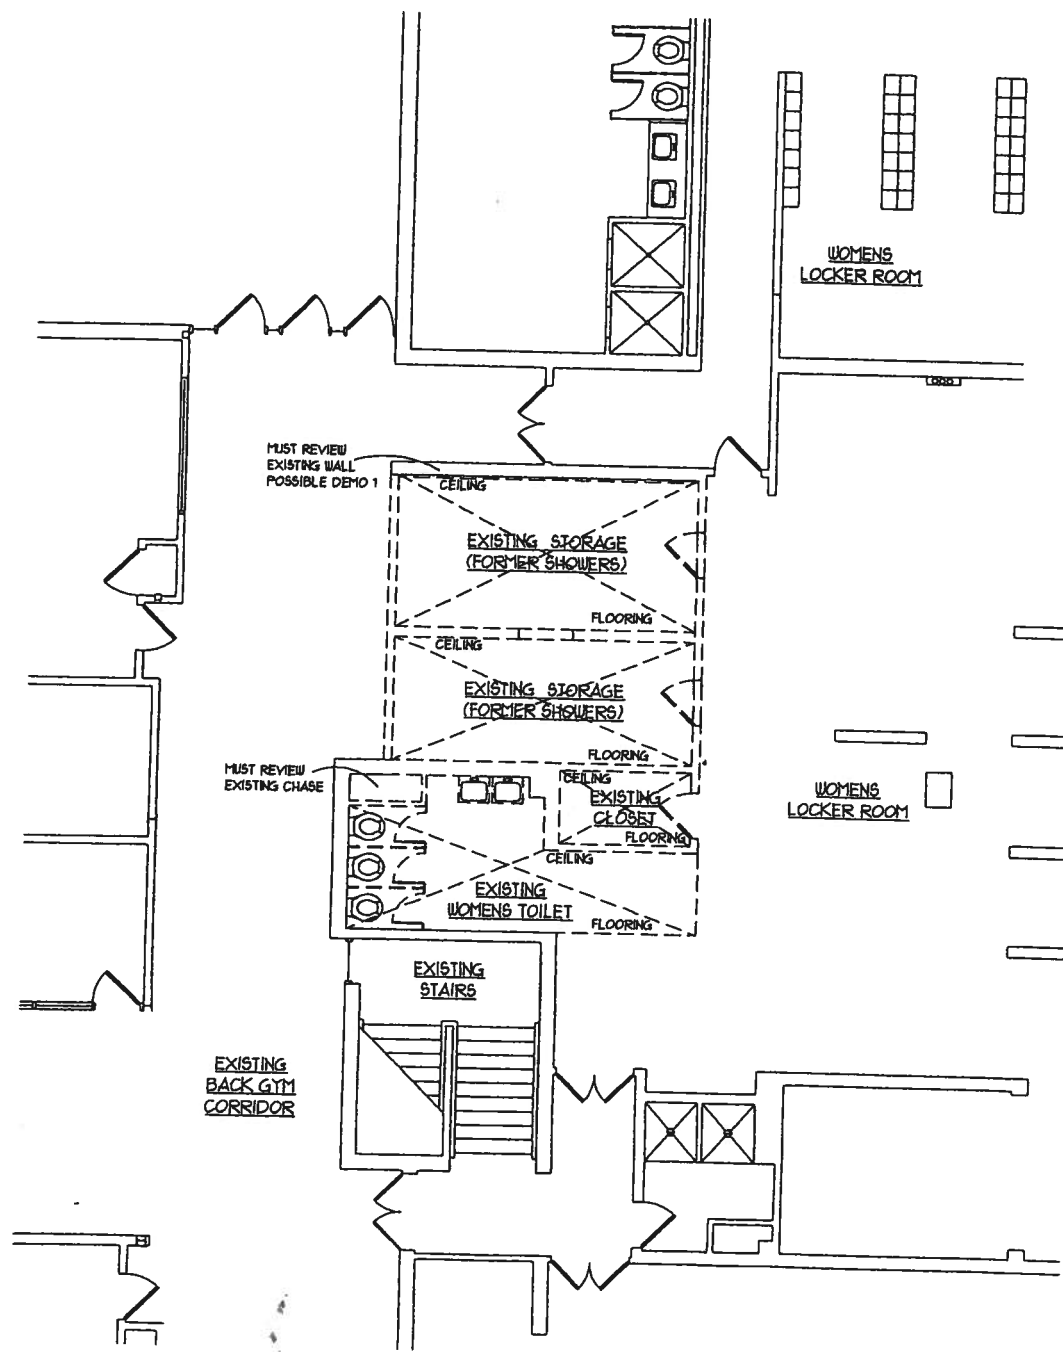 WOMENS
LOCKER ROOM
MUST REVIEW
EXISTING WALL
POSSIBLE DEMO 1
CEILING
EXISTING STORAGE
(FORMER SHOWERS)
FLOORING
CEILING
EXISTING STORAGE
(FORMER SHOWERS)
FLOORING
MUST REVIEW
EXISTING CHASE
CEILING
EXISTING
CLOSET
FLOORING
WOMENS
LOCKER ROOM
CEILING
EXISTING
WOMENS TOILET
FLOORING
EXISTING
STAIRS
EXISTING
BACK GYM
CORRIDOR